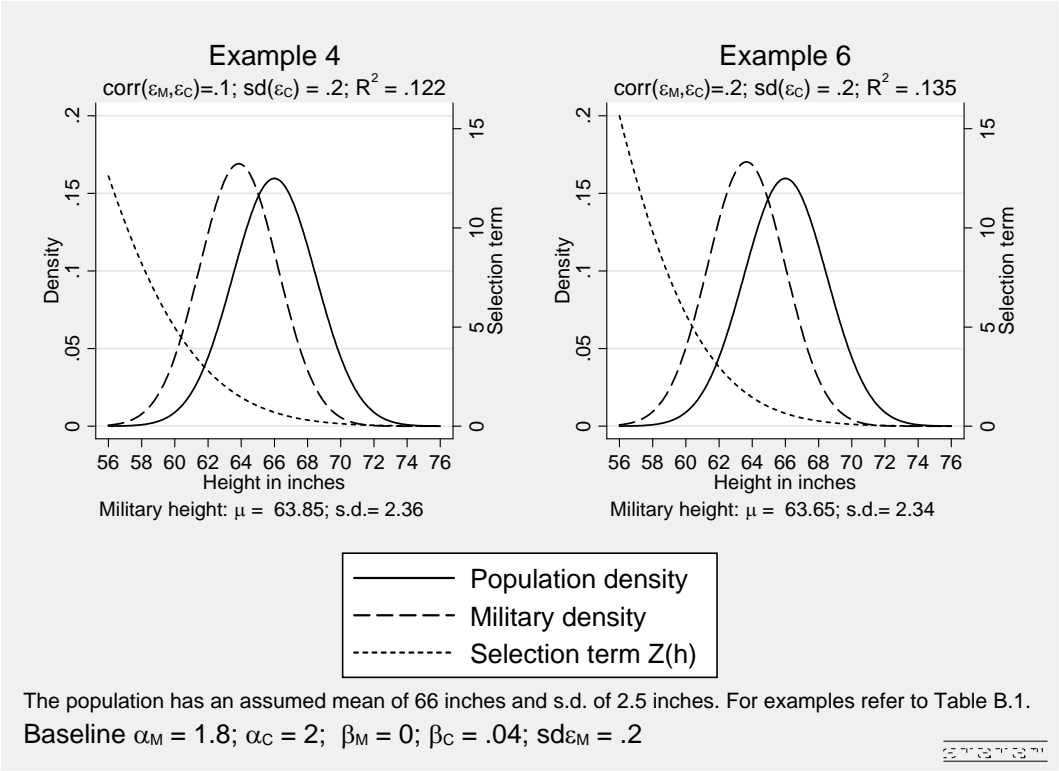 Example 4
corr(εM,εC)=.1; sd(εC) = .2; R² = .122
.2
.15
.1
.05
0
Density
15
10
5
0
Selection term
56 58 60 62 64 66 68 70 72 74 76
Height in inches
Military height: μ = 63.85; s.d.= 2.36
Example 6
corr(εM,εC)=.2; sd(εC) = .2; R² = .135
.2
.15
.1
.05
0
Density
15
10
5
0
Selection term
56 58 60 62 64 66 68 70 72 74 76
Height in inches
Military height: μ = 63.65; s.d.= 2.34
Population density
Military density
Selection term Z(h)
The population has an assumed mean of 66 inches and s.d. of 2.5 inches. For examples refer to Table B.1.
Baseline αM = 1.8; αC = 2; βM = 0; βC = .04; sdεM = .2